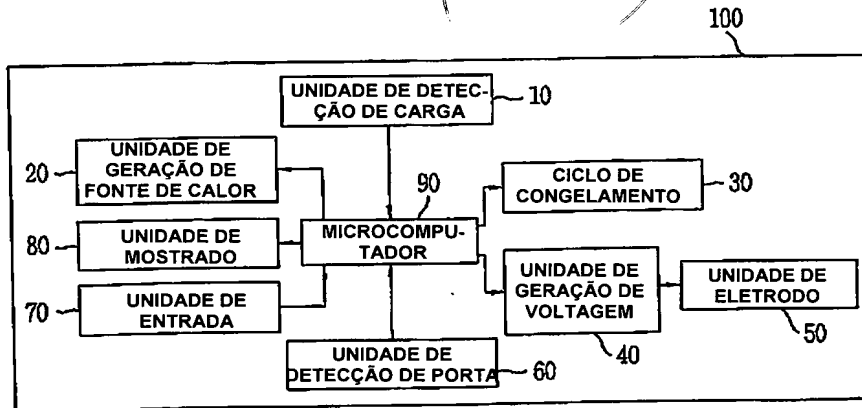 100
UNIDADE DE DETEC-
ÇÃO DE CARGA
10
20
UNIDADE DE
GERAÇÃO DE
FONTE DE CALOR
90
CICLO DE
CONGELAMENTO
30
80
UNIDADE DE
MOSTRADO
MICROCOMPU-
TADOR
70
UNIDADE DE
ENTRADA
UNIDADE DE
GERAÇÃO DE
VOLTAGEM
40
UNIDADE DE
ELETRODO
50
UNIDADE DE
DETECÇÃO DE PORTA
60